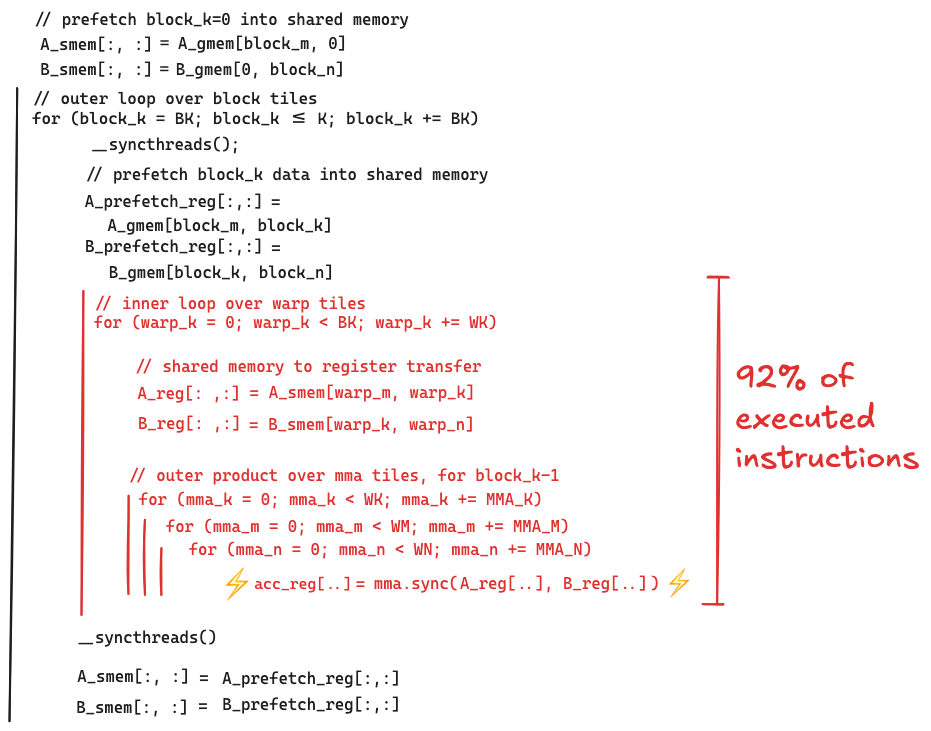 // prefetch block_k=0 into shared memory
A_smem[:, :] = A_gmem[block_m, 0]
B_smem[:, :] = B_gmem[0, block_n]
// outer loop over block tiles
for (block_k = BK; block_k ≤ K; block_k += BK)
__syncthreads();
// prefetch block_k data into shared memory
A_prefetch_reg[:,:] =
A_gmem[block_m, block_k]
B_prefetch_reg[:,:] =
B_gmem[block_k, block_n]
// inner loop over warp tiles
for (warp_k = 0; warp_k < BK; warp_k += WK)
// shared memory to register transfer
A_reg[: ,:] = A_smem[warp_m, warp_k]
B_reg[: ,:] = B_smem[warp_k, warp_n]
// outer product over mma tiles, for block_k-1
for (mma_k = 0; mma_k < WK; mma_k += MMA_K)
for (mma_m = 0; mma_m < WM; mma_m += MMA_M)
for (mma_n = 0; mma_n < WN; mma_n += MMA_N)
⚡ acc_reg[..]= mma.sync(A_reg[..], B_reg[..]) ⚡
92% of
executed
instructions
__syncthreads()
A_smem[:, :] = A_prefetch_reg[:,:]
B_smem[:, :] = B_prefetch_reg[:,:]